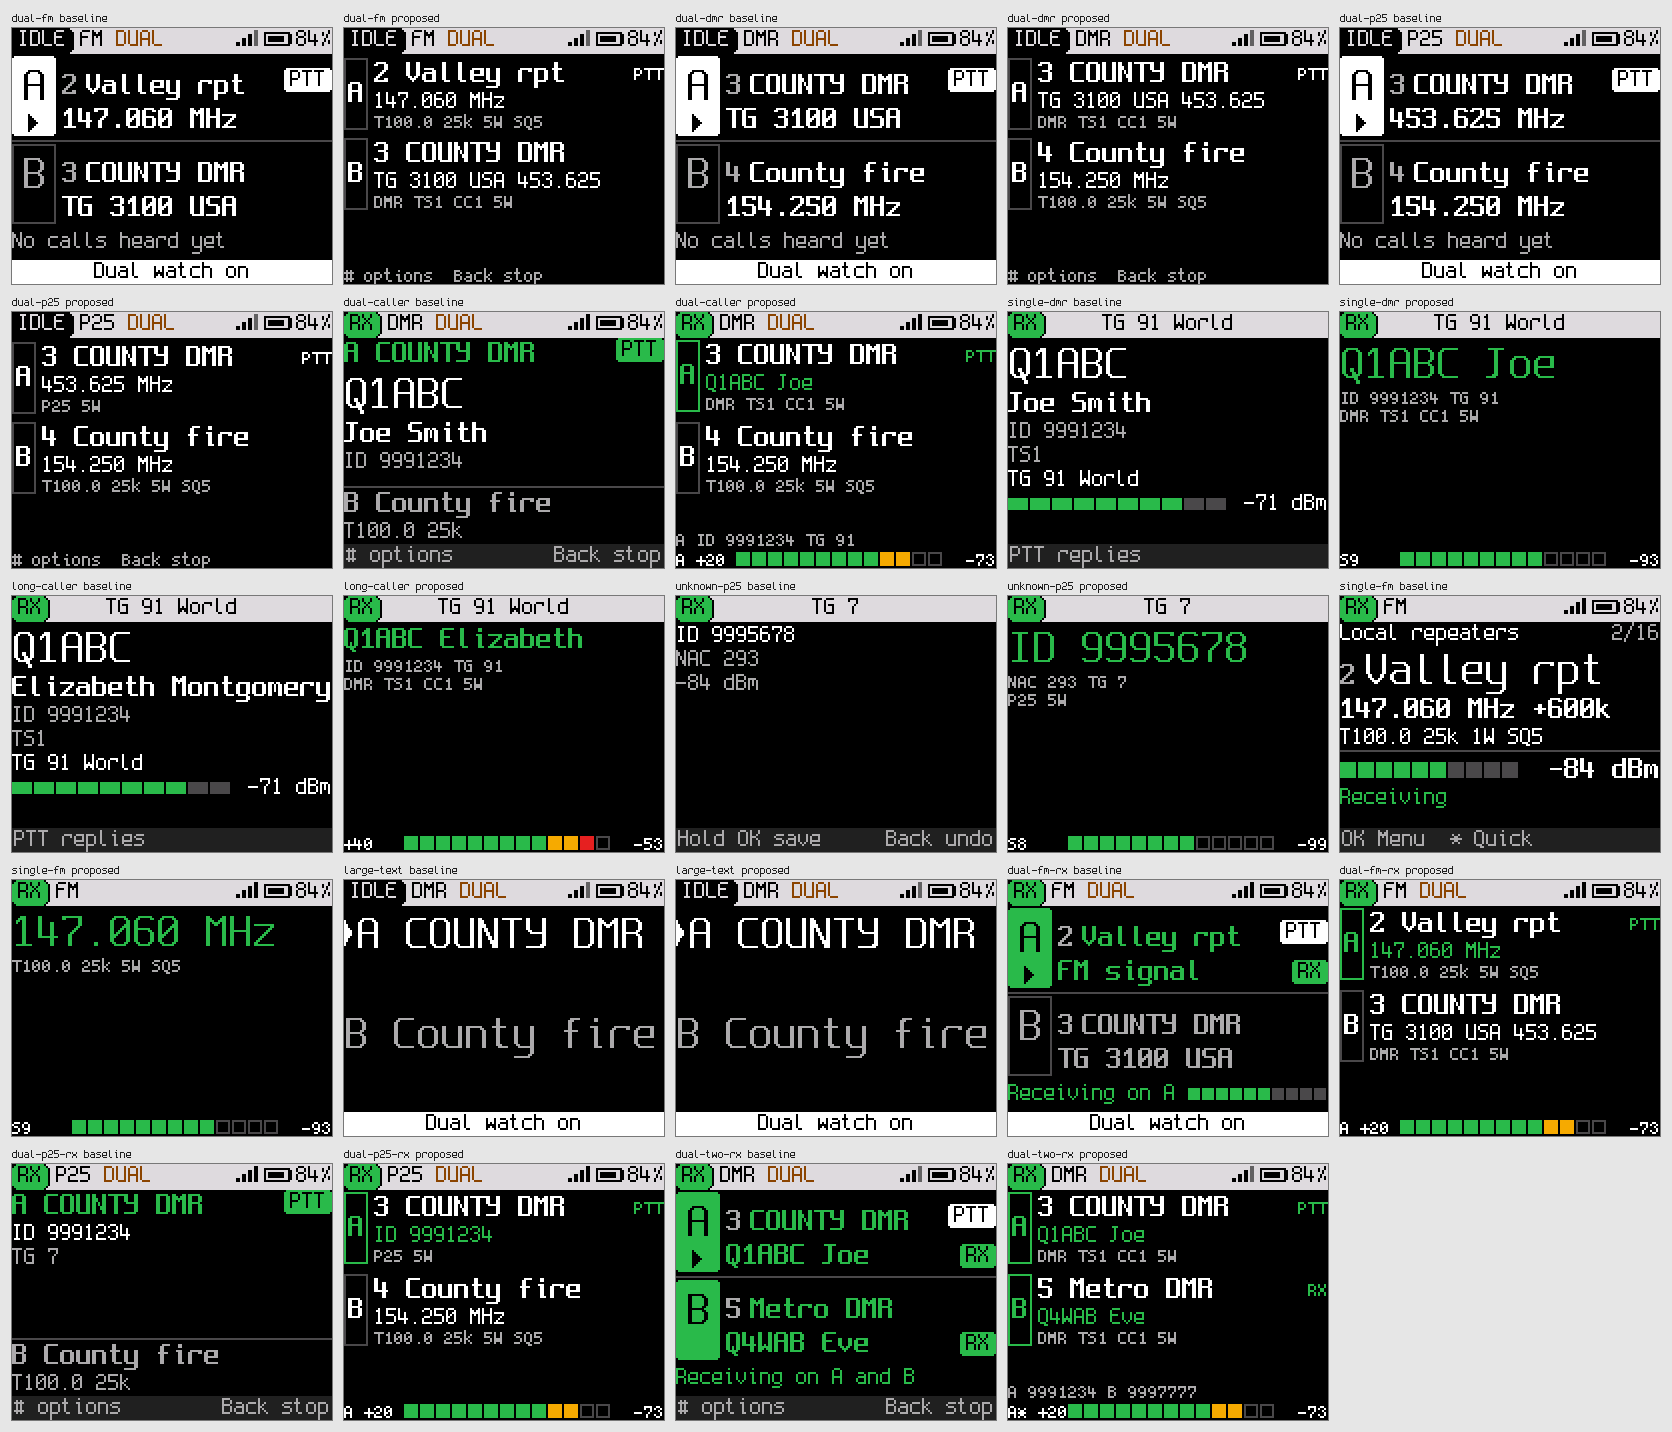 dual-fm baseline
IDLE FM DUAL 84%
A 2 Valley rpt PTT
147.060 MHz
B 3 COUNTY DMR
TG 3100 USA
No calls heard yet
Dual watch on
dual-fm proposed
IDLE FM DUAL 84%
A 2 Valley rpt PTT
147.060 MHz
T100.0 25k 5W SQ5
B 3 COUNTY DMR
TG 3100 USA 453.625
DMR TS1 CC1 5W
# options Back stop
dual-dmr baseline
IDLE DMR DUAL 84%
A 3 COUNTY DMR PTT
TG 3100 USA
B 4 County fire
154.250 MHz
No calls heard yet
Dual watch on
dual-dmr proposed
IDLE DMR DUAL 84%
A 3 COUNTY DMR PTT
TG 3100 USA 453.625
DMR TS1 CC1 5W
B 4 County fire
154.250 MHz
T100.0 25k 5W SQ5
# options Back stop
dual-p25 baseline
IDLE P25 DUAL 84%
A 3 COUNTY DMR PTT
453.625 MHz
B 4 County fire
154.250 MHz
No calls heard yet
Dual watch on
dual-p25 proposed
IDLE P25 DUAL 84%
A 3 COUNTY DMR PTT
453.625 MHz
P25 5W
B 4 County fire
154.250 MHz
T100.0 25k 5W SQ5
# options Back stop
dual-caller baseline
RX DMR DUAL 84%
A COUNTY DMR PTT
Q1ABC
Joe Smith
ID 9991234
B County fire
T100.0 25k
# options Back stop
dual-caller proposed
RX DMR DUAL 84%
A 3 COUNTY DMR PTT
Q1ABC Joe
DMR TS1 CC1 5W
B 4 County fire
154.250 MHz
T100.0 25k 5W SQ5
A ID 9991234 TG 91
A +20 -73
single-dmr baseline
RX TG 91 World
Q1ABC
Joe Smith
ID 9991234
TS1
TG 91 World
-71 dBm
PTT replies
single-dmr proposed
RX TG 91 World
Q1ABC Joe
ID 9991234 TG 91
DMR TS1 CC1 5W
S9 -93
long-caller baseline
RX TG 91 World
Q1ABC
Elizabeth Montgomery
ID 9991234
TS1
TG 91 World
-71 dBm
PTT replies
long-caller proposed
RX TG 91 World
Q1ABC Elizabeth
ID 9991234 TG 91
DMR TS1 CC1 5W
+40 -53
unknown-p25 baseline
RX TG 7
ID 9995678
NAC 293
-84 dBm
Hold OK save Back undo
unknown-p25 proposed
RX TG 7
ID 9995678
NAC 293 TG 7
P25 5W
S8 -99
single-fm baseline
RX FM 84%
Local repeaters 2/16
2 Valley rpt
147.060 MHz +600k
T100.0 25k 1W SQ5
-84 dBm
Receiving
OK Menu * Quick
single-fm proposed
RX FM 84%
147.060 MHz
T100.0 25k 5W SQ5
S9 -93
large-text baseline
IDLE DMR DUAL 84%
A COUNTY DMR
B County fire
Dual watch on
large-text proposed
IDLE DMR DUAL 84%
A COUNTY DMR
B County fire
Dual watch on
dual-fm-rx baseline
RX FM DUAL 84%
A 2 Valley rpt PTT
FM signal RX
B 3 COUNTY DMR
TG 3100 USA
Receiving on A
Dual watch on
dual-fm-rx proposed
RX FM DUAL 84%
A 2 Valley rpt PTT
147.060 MHz
T100.0 25k 5W SQ5
B 3 COUNTY DMR
TG 3100 USA 453.625
DMR TS1 CC1 5W
A +20 -73
dual-p25-rx baseline
RX P25 DUAL 84%
A COUNTY DMR PTT
ID 9991234
TG 7
B County fire
T100.0 25k
# options Back stop
dual-p25-rx proposed
RX P25 DUAL 84%
A 3 COUNTY DMR PTT
ID 9991234
P25 5W
B 4 County fire
154.250 MHz
T100.0 25k 5W SQ5
A +20 -73
dual-two-rx baseline
RX DMR DUAL 84%
A 3 COUNTY DMR PTT
Q1ABC Joe RX
B 5 Metro DMR
Q4WAB Eve RX
Receiving on A and B
# options Back stop
dual-two-rx proposed
RX DMR DUAL 84%
A 3 COUNTY DMR PTT
Q1ABC Joe
DMR TS1 CC1 5W
B 5 Metro DMR RX
Q4WAB Eve
DMR TS1 CC1 5W
A 9991234 B 9997777
A* +20 -73